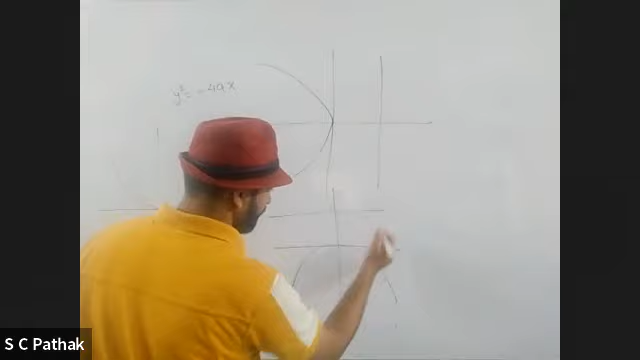 y² = -4ax
S C Pathak